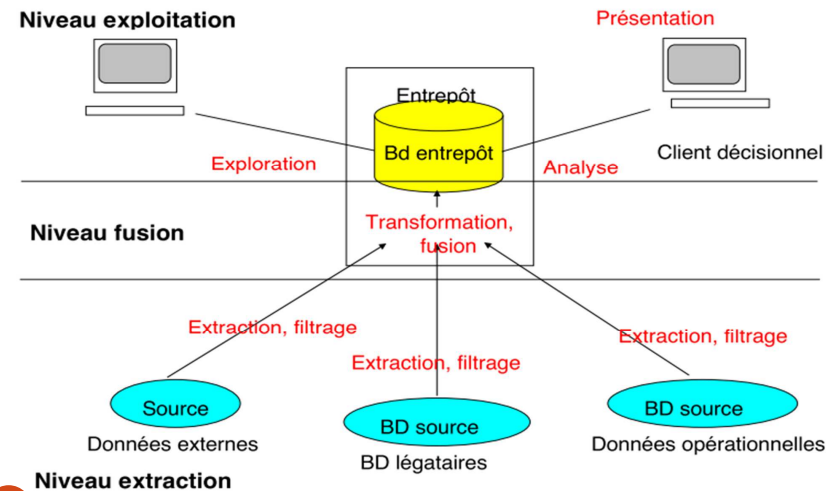 Niveau exploitation
Présentation
Entrepôt
Bd entrepôt
Client décisionnel
Exploration
Analyse
Niveau fusion
Transformation,
fusion
Extraction, filtrage
Extraction, filtrage
Extraction, filtrage
Source
BD source
BD source
Données externes
BD légataires
Données opérationnelles
Niveau extraction